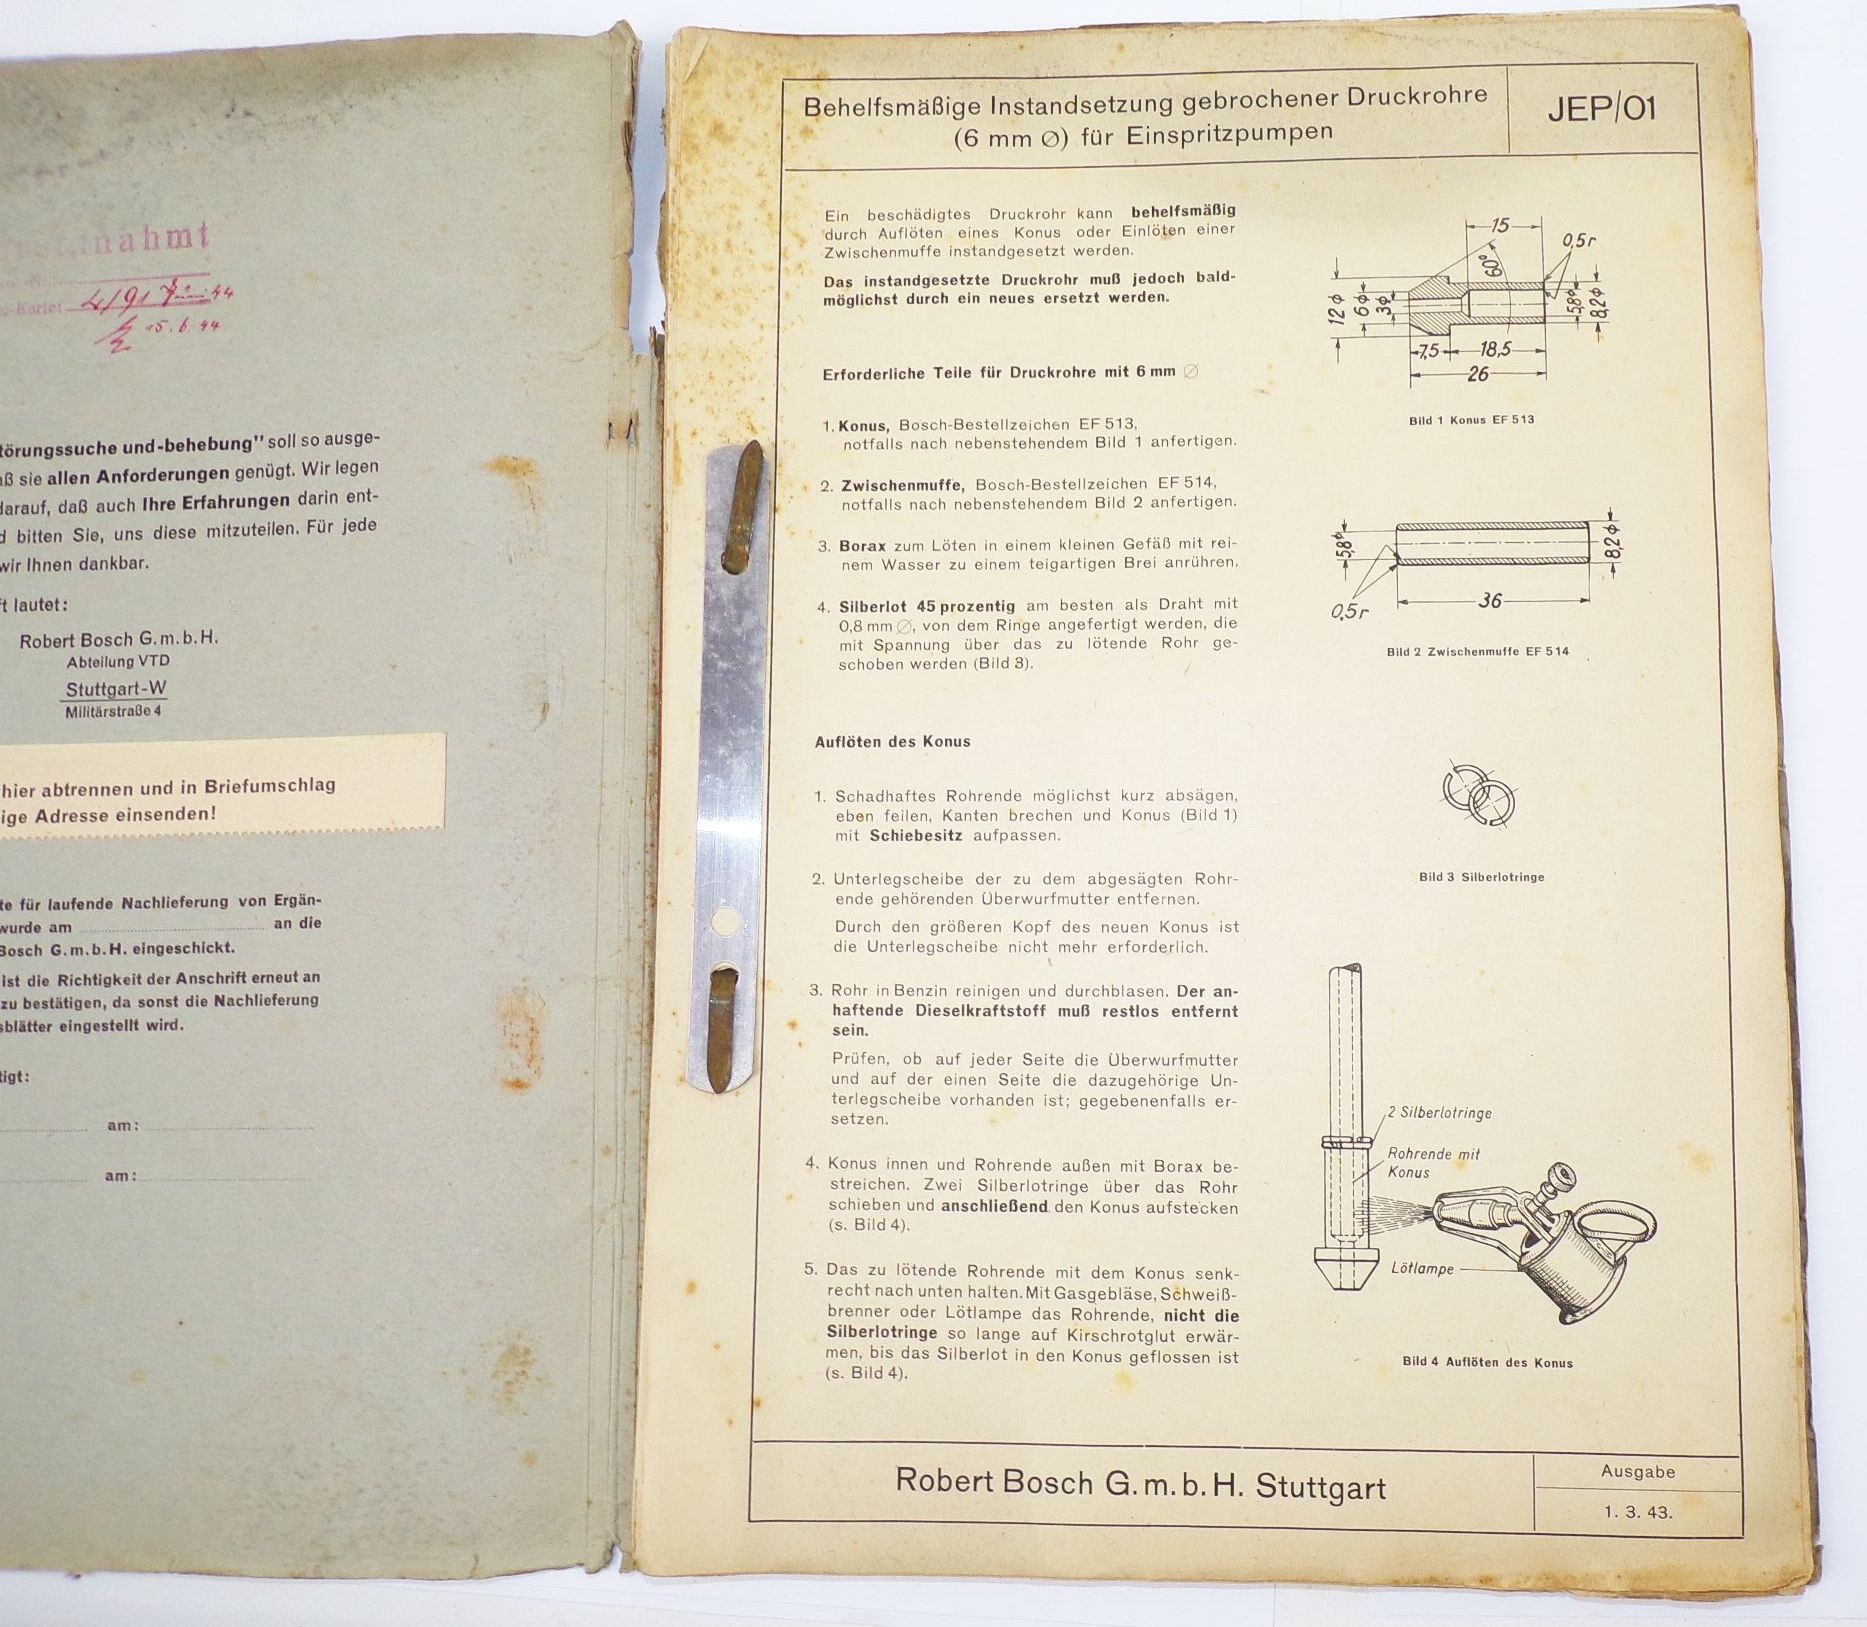 4/91 Juni 44
15.6.44
törungssuche und -behebung" soll so ausge-
ß sie allen Anforderungen genügt. Wir legen
darauf, daß auch Ihre Erfahrungen darin ent-
d bitten Sie, uns diese mitzuteilen. Für jede
wir Ihnen dankbar.
ft lautet:
Robert Bosch G.m.b.H.
Abteilung VTD
Stuttgart-W
Militärstraße 4
hier abtrennen und in Briefumschlag
ige Adresse einsenden!
te für laufende Nachlieferung von Ergän-
wurde am an die
Bosch G.m.b.H. eingeschickt.
ist die Richtigkeit der Anschrift erneut an
zu bestätigen, da sonst die Nachlieferung
sblätter eingestellt wird.
tigt:
am:
am:
Behelfsmäßige Instandsetzung gebrochener Druckrohre
(6 mm ∅) für Einspritzpumpen
JEP/01
Ein beschädigtes Druckrohr kann behelfsmäßig
durch Auflöten eines Konus oder Einlöten einer
Zwischenmuffe instandgesetzt werden.
Das instandgesetzte Druckrohr muß jedoch bald-
möglichst durch ein neues ersetzt werden.
Erforderliche Teile für Druckrohre mit 6 mm ∅
1. Konus, Bosch-Bestellzeichen EF 513,
notfalls nach nebenstehendem Bild 1 anfertigen.
2. Zwischenmuffe, Bosch-Bestellzeichen EF 514,
notfalls nach nebenstehendem Bild 2 anfertigen.
3. Borax zum Löten in einem kleinen Gefäß mit rei-
nem Wasser zu einem teigartigen Brei anrühren.
4. Silberlot 45 prozentig am besten als Draht mit
0,8 mm ∅, von dem Ringe angefertigt werden, die
mit Spannung über das zu lötende Rohr ge-
schoben werden (Bild 3).
Auflöten des Konus
1. Schadhaftes Rohrende möglichst kurz absägen,
eben feilen, Kanten brechen und Konus (Bild 1)
mit Schiebesitz aufpassen.
2. Unterlegscheibe der zu dem abgesägten Rohr-
ende gehörenden Überwurfmutter entfernen.
Durch den größeren Kopf des neuen Konus ist
die Unterlegscheibe nicht mehr erforderlich.
3. Rohr in Benzin reinigen und durchblasen. Der an-
haftende Dieselkraftstoff muß restlos entfernt
sein.
Prüfen, ob auf jeder Seite die Überwurfmutter
und auf der einen Seite die dazugehörige Un-
terlegscheibe vorhanden ist; gegebenenfalls er-
setzen.
4. Konus innen und Rohrende außen mit Borax be-
streichen. Zwei Silberlotringe über das Rohr
schieben und anschließend den Konus aufstecken
(s. Bild 4).
5. Das zu lötende Rohrende mit dem Konus senk-
recht nach unten halten. Mit Gasgebläse, Schweiß-
brenner oder Lötlampe das Rohrende, nicht die
Silberlotringe so lange auf Kirschrotglut erwär-
men, bis das Silberlot in den Konus geflossen ist
(s. Bild 4).
15
0,5 r
60°
12 ϕ
6 ϕ
3 ϕ
5,8 ϕ
8,2 ϕ
7,5
18,5
26
Bild 1 Konus EF 513
5,8 ϕ
8,2 ϕ
0,5 r
36
Bild 2 Zwischenmuffe EF 514
Bild 3 Silberlotringe
2 Silberlotringe
Rohrende mit
Konus
Lötlampe
Bild 4 Auflöten des Konus
Robert Bosch G.m.b.H. Stuttgart
Ausgabe
1. 3. 43.